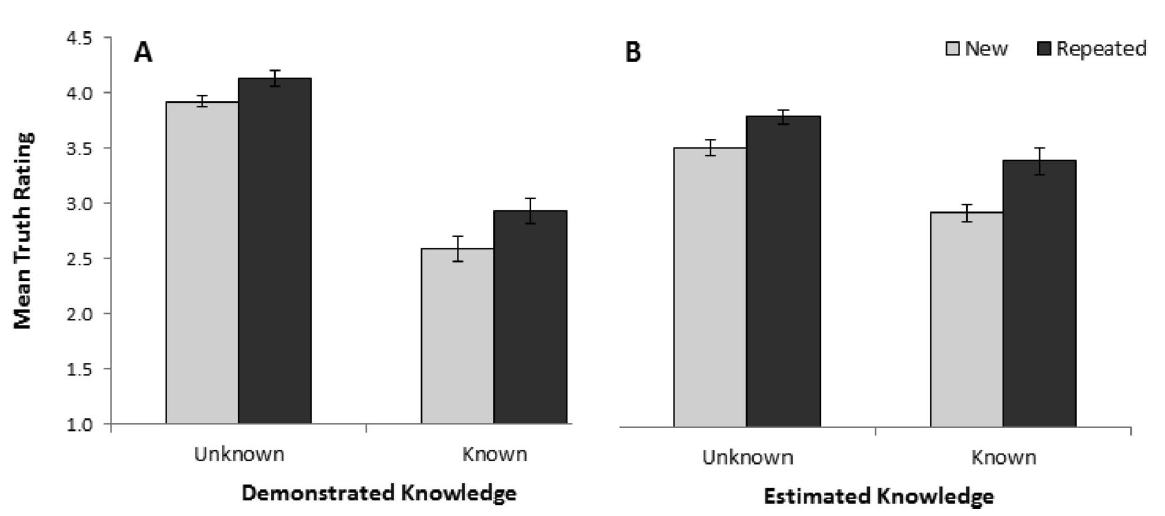 A
B
New
Repeated
Mean Truth Rating
4.5
4.0
3.5
3.0
2.5
2.0
1.5
1.0
Unknown
Known
Unknown
Known
Demonstrated Knowledge
Estimated Knowledge